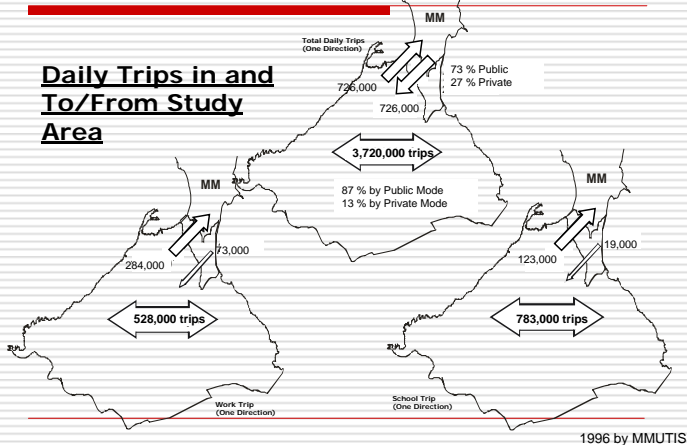 Daily Trips in and
To/From Study
Area
MM
Total Daily Trips
(One Direction)
726,000
726,000
73 % Public
27 % Private
3,720,000 trips
87 % by Public Mode
13 % by Private Mode
MM
284,000
73,000
528,000 trips
Work Trip
(One Direction)
MM
123,000
19,000
783,000 trips
School Trip
(One Direction)
1996 by MMUTIS